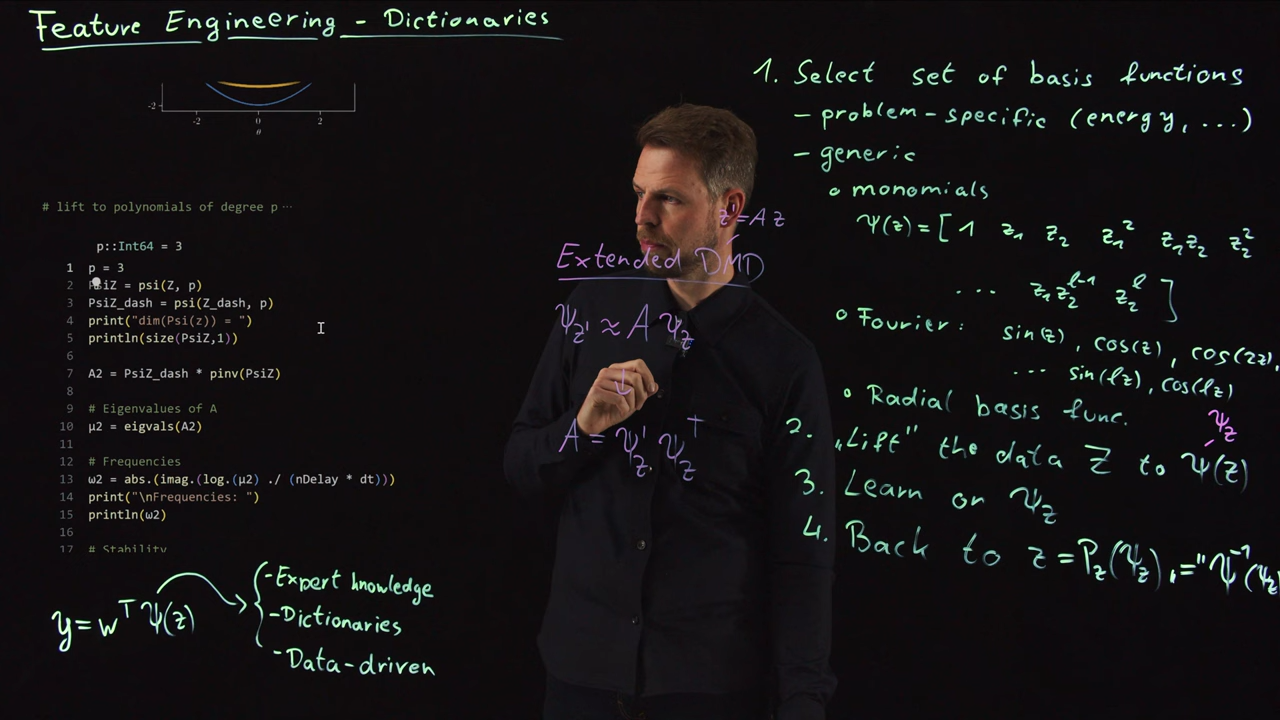 Feature Engineering - Dictionaries
-2
-2 0 2
θ
# lift to polynomials of degree p ...
p::Int64 = 3
1 p = 3
2 PsiZ = psi(Z, p)
3 PsiZ_dash = psi(Z_dash, p)
4 print("dim(Psi(z)) = ")
5 println(size(PsiZ,1))
6
7 A2 = PsiZ_dash * pinv(PsiZ)
8
9 # Eigenvalues of A
10 μ2 = eigvals(A2)
11
12 # Frequencies
13 ω2 = abs.(imag.(log.(μ2) ./ (nDelay * dt)))
14 print("\nFrequencies: ")
15 println(ω2)
16
17 # Stability
y = wᵀ Ψ(z)
- Expert knowledge
- Dictionaries
- Data-driven
z' = A z
Extended DMD
Ψ_z' ≈ A Ψ_z
↓
A = Ψ_z' Ψ_z^†
1. Select set of basis functions
- problem-specific (energy, ...)
- generic
∘ monomials
Ψ(z) = [ 1 z₁ z₂ z₁² z₁z₂ z₂²
... z₁z₂^(ℓ-1) z₂^ℓ ]
∘ Fourier: sin(z), cos(z), cos(2z),
... sin(ℓz), cos(ℓz)
∘ Radial basis func.
Ψ_z
2. "Lift" the data Z to Ψ(z)
3. Learn on Ψ_z
4. Back to z = P_z(Ψ_z), "=" Ψ⁻¹(Ψ_z